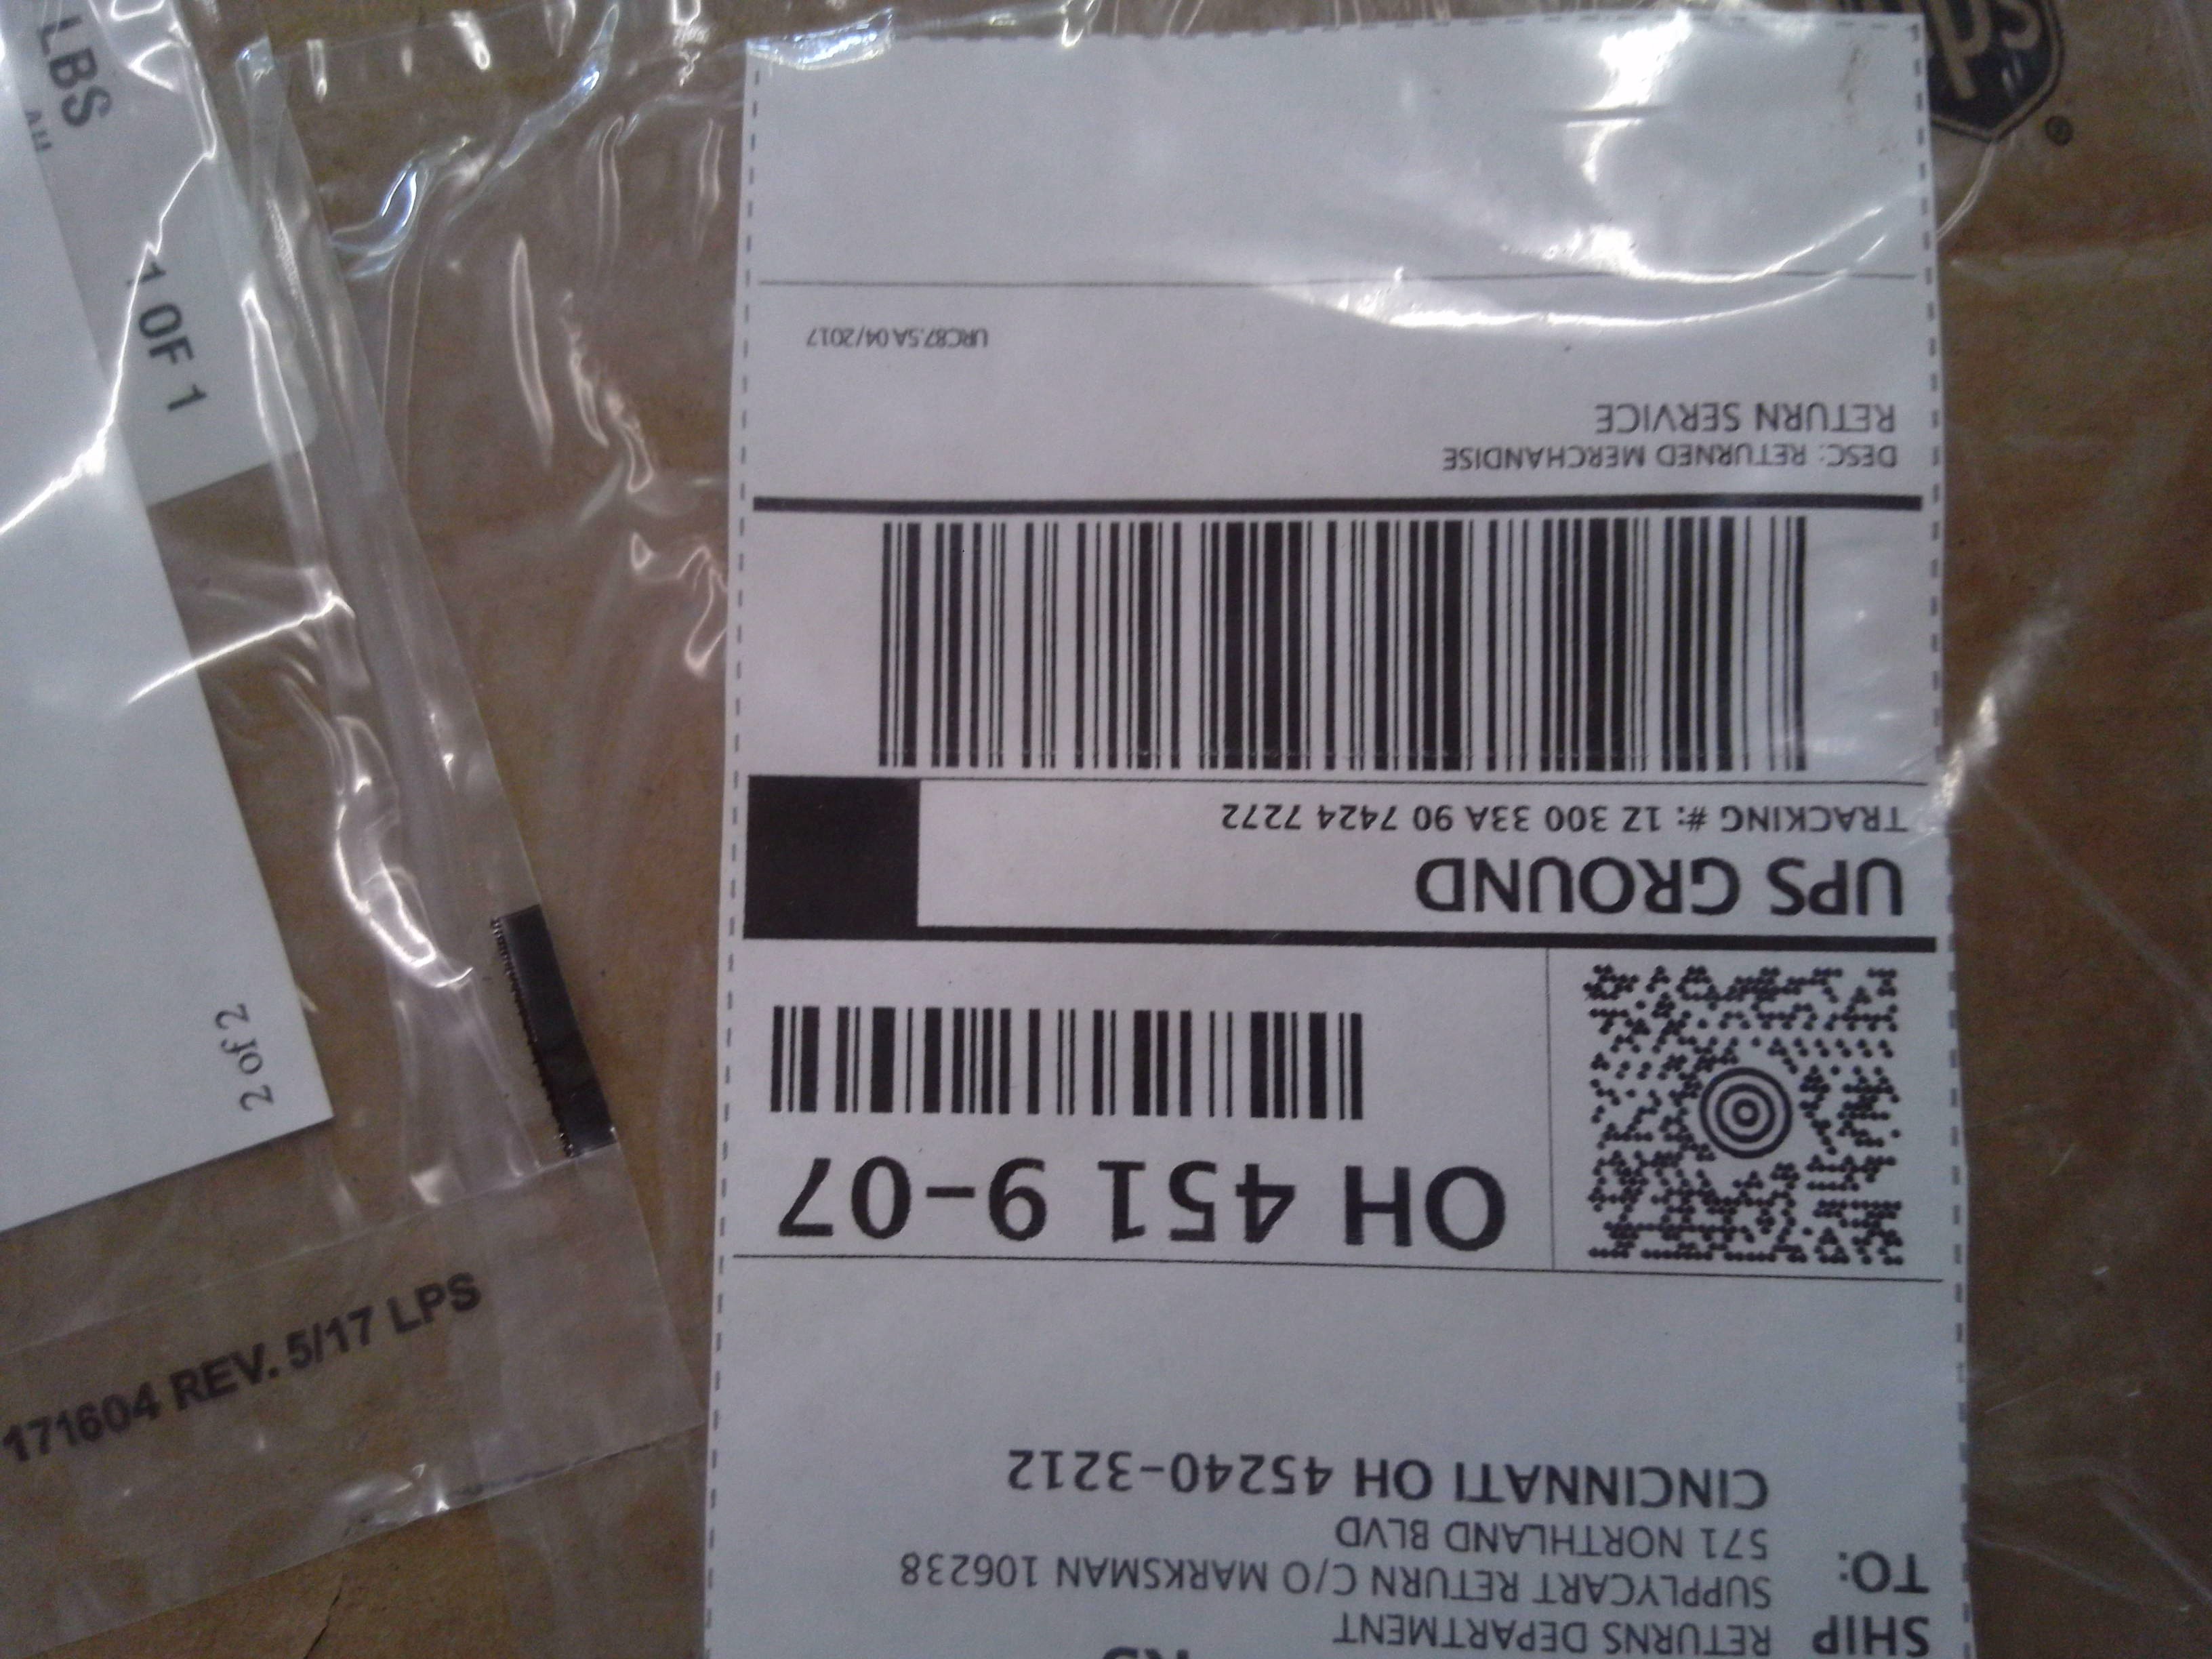 RETURNS DEPARTMENT
SHIP
TO:
SUPPLYCART RETURN C/O MARKSMAN 106238
571 NORTHLAND BLVD
CINCINNATI OH 45240-3212
OH 451 9-07
UPS GROUND
TRACKING #: 1Z 300 33A 90 7424 7272
DESC: RETURNED MERCHANDISE
RETURN SERVICE
URC87.5A 04/2017
LBS
1 OF 1
2 of 2
171604 REV. 5/17 LPS
ups
®